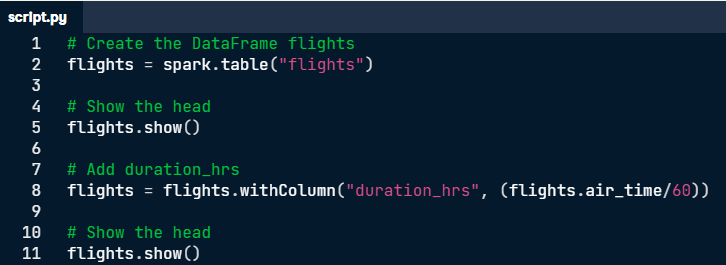 script.py
1 # Create the DataFrame flights
2 flights = spark.table("flights")
3
4 # Show the head
5 flights.show()
6
7 # Add duration_hrs
8 flights = flights.withColumn("duration_hrs", (flights.air_time/60))
9
10 # Show the head
11 flights.show()